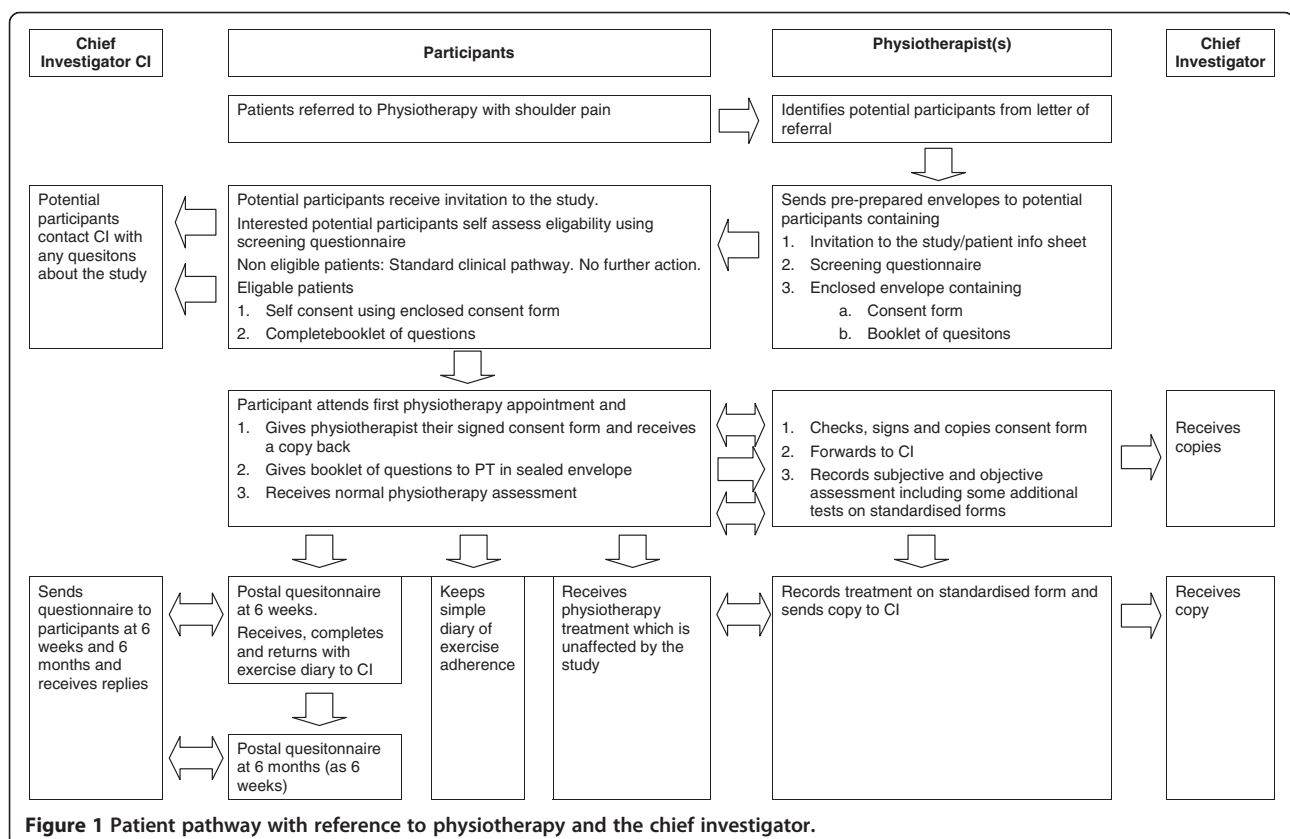 Chief
Investigator CI
Participants
Physiotherapist(s)
Chief
Investigator
Patients referred to Physiotherapy with shoulder pain
Identifies potential participants from letter of
referral
Potential
participants
contact CI with
any quesitons
about the study
Potential participants receive invitation to the study.
Interested potential participants self assess eligability using
screening questionnaire
Non eligible patients: Standard clinical pathway. No further action.
Eligable patients
1. Self consent using enclosed consent form
2. Completebooklet of questions
Sends pre-prepared envelopes to potential
participants containing
1. Invitation to the study/patient info sheet
2. Screening questionnaire
3. Enclosed envelope containing
a. Consent form
b. Booklet of quesitons
Participant attends first physiotherapy appointment and
1. Gives physiotherapist their signed consent form and receives
a copy back
2. Gives booklet of questions to PT in sealed envelope
3. Receives normal physiotherapy assessment
1. Checks, signs and copies consent form
2. Forwards to CI
3. Records subjective and objective
assessment including some additional
tests on standardised forms
Receives
copies
Sends
questionnaire to
participants at 6
weeks and 6
months and
receives replies
Postal quesitonnaire
at 6 weeks.
Receives, completes
and returns with
exercise diary to CI
Keeps
simple
diary of
exercise
adherence
Receives
physiotherapy
treatment which is
unaffected by the
study
Records treatment on standardised form and
sends copy to CI
Receives
copy
Postal quesitonnaire
at 6 months (as 6
weeks)
Figure 1 Patient pathway with reference to physiotherapy and the chief investigator.